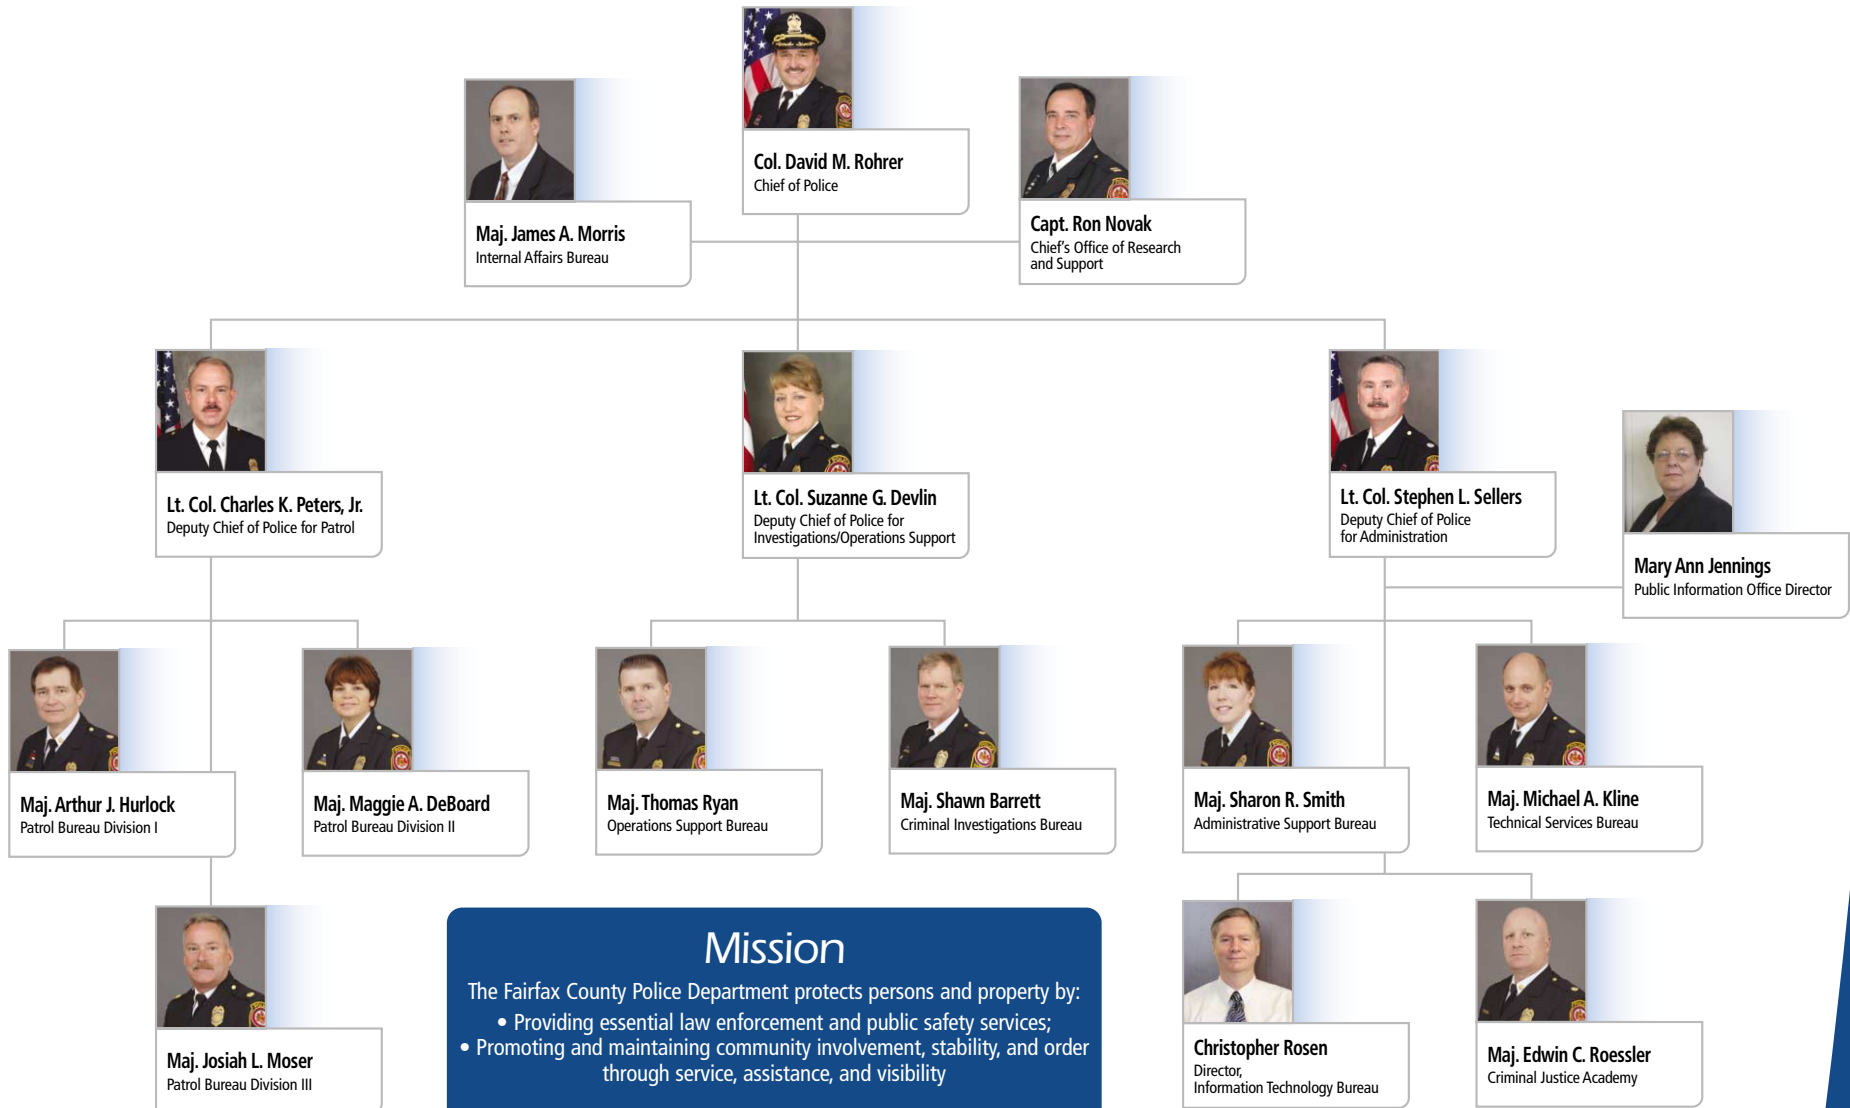 Col. David M. Rohrer
Chief of Police
Maj. James A. Morris
Internal Affairs Bureau
Capt. Ron Novak
Chief's Office of Research
and Support
Lt. Col. Charles K. Peters, Jr.
Deputy Chief of Police for Patrol
Lt. Col. Suzanne G. Devlin
Deputy Chief of Police for
Investigations/Operations Support
Lt. Col. Stephen L. Sellers
Deputy Chief of Police
for Administration
Mary Ann Jennings
Public Information Office Director
Maj. Arthur J. Hurlock
Patrol Bureau Division I
Maj. Maggie A. DeBoard
Patrol Bureau Division II
Maj. Thomas Ryan
Operations Support Bureau
Maj. Shawn Barrett
Criminal Investigations Bureau
Maj. Sharon R. Smith
Administrative Support Bureau
Maj. Michael A. Kline
Technical Services Bureau
Maj. Josiah L. Moser
Patrol Bureau Division III
Mission
The Fairfax County Police Department protects persons and property by:
• Providing essential law enforcement and public safety services;
• Promoting and maintaining community involvement, stability, and order
through service, assistance, and visibility
Christopher Rosen
Director,
Information Technology Bureau
Maj. Edwin C. Roessler
Criminal Justice Academy